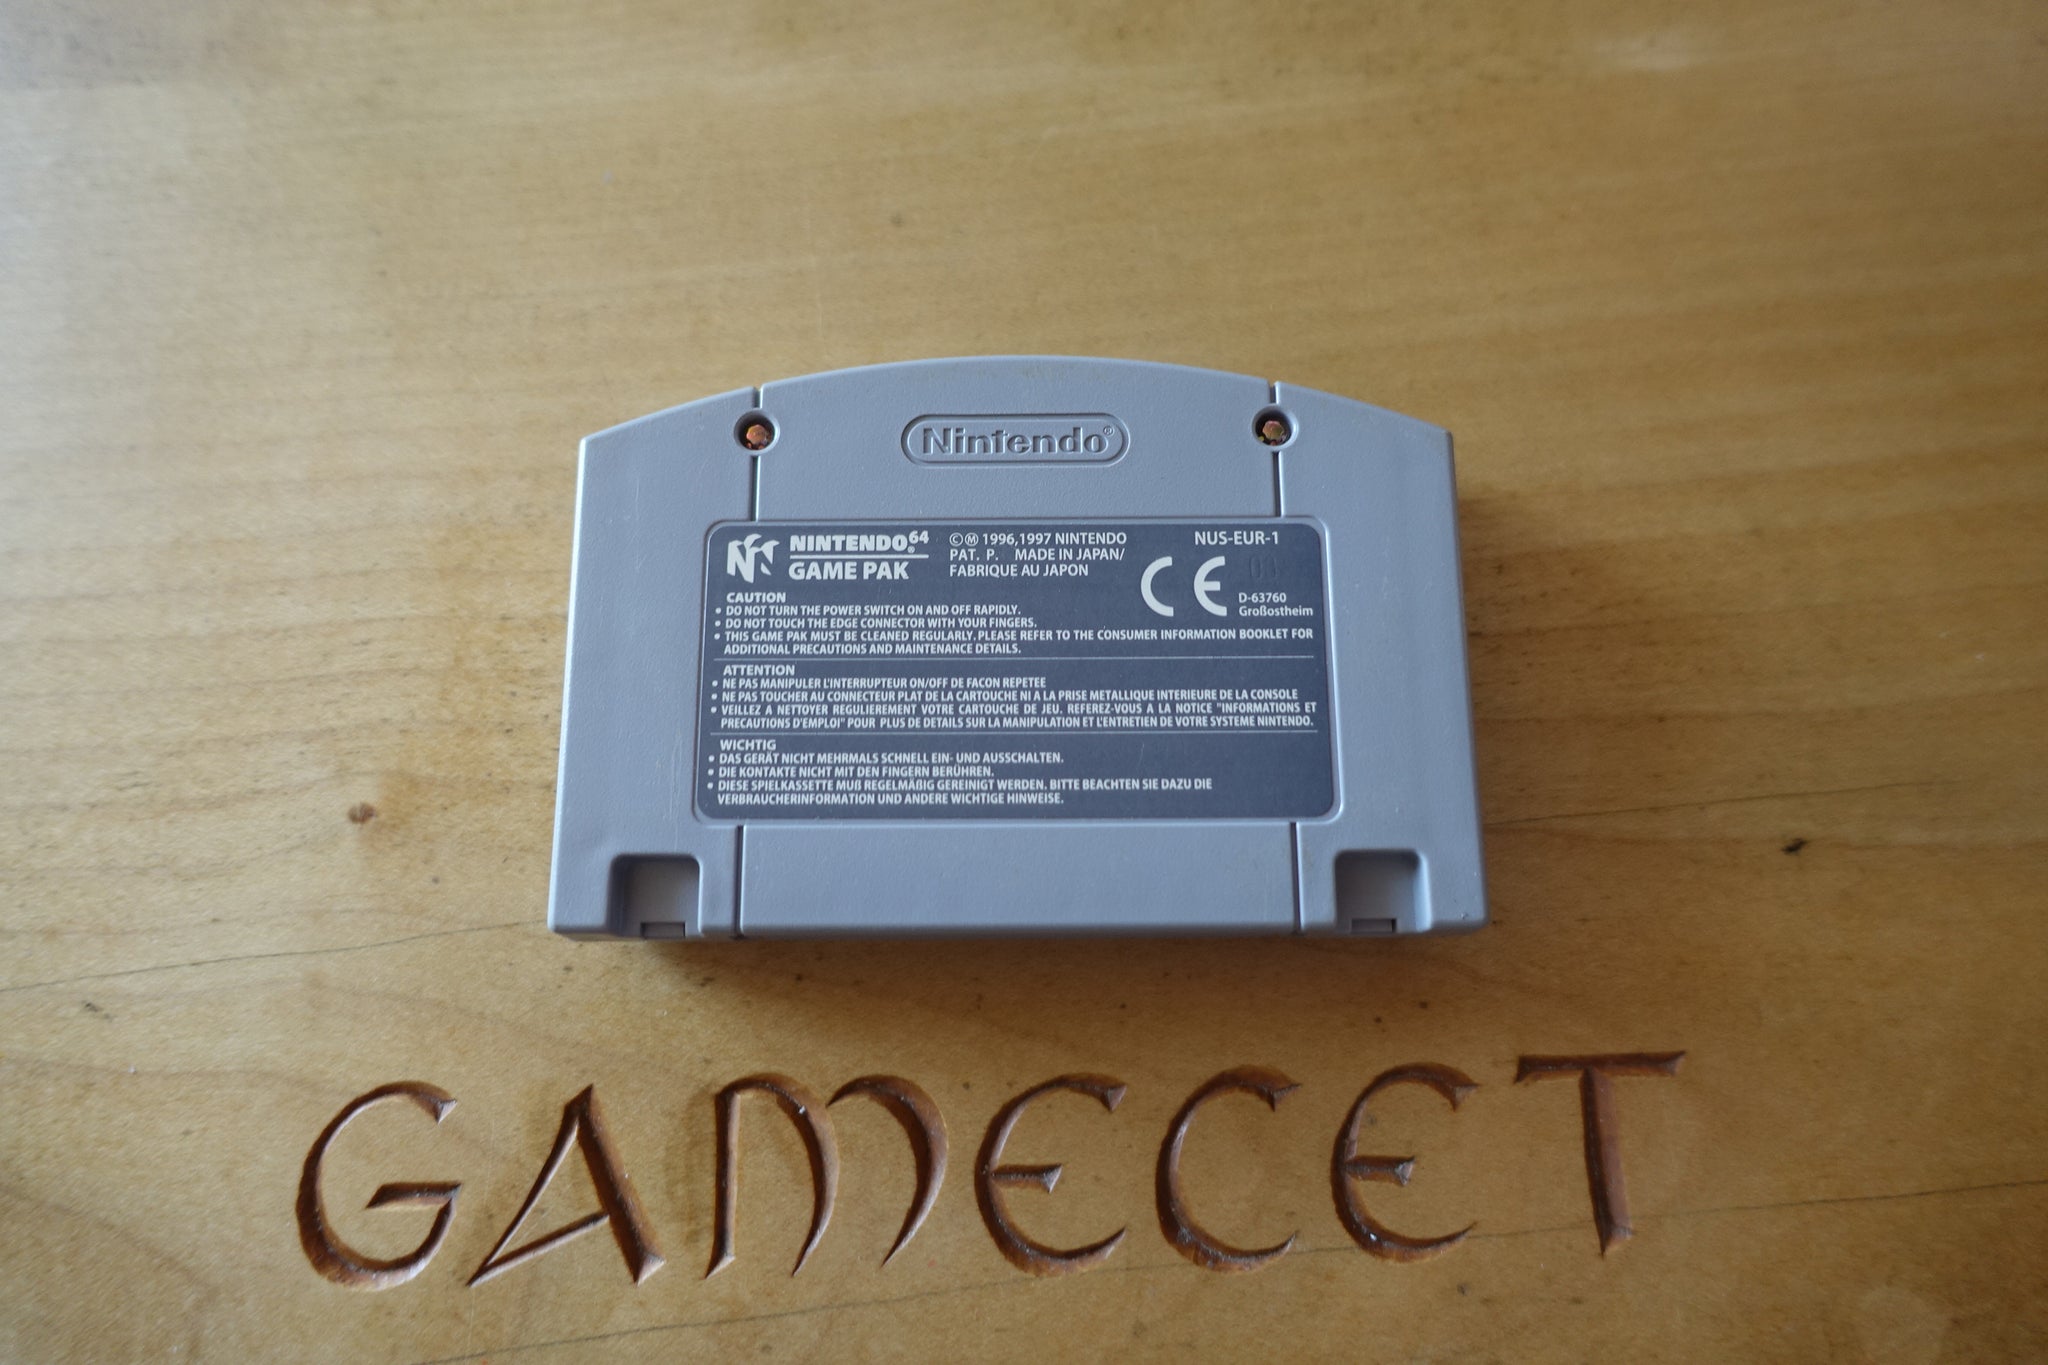 Nintendo®
NINTENDO®64
GAME PAK
©Ⓜ 1996,1997 NINTENDO
PAT. P. MADE IN JAPAN/
FABRIQUE AU JAPON
NUS-EUR-1
CE
D-63760
Großostheim
CAUTION
• DO NOT TURN THE POWER SWITCH ON AND OFF RAPIDLY.
• DO NOT TOUCH THE EDGE CONNECTOR WITH YOUR FINGERS.
• THIS GAME PAK MUST BE CLEANED REGULARLY. PLEASE REFER TO THE CONSUMER INFORMATION BOOKLET FOR
ADDITIONAL PRECAUTIONS AND MAINTENANCE DETAILS.
ATTENTION
• NE PAS MANIPULER L'INTERRUPTEUR ON/OFF DE FACON REPETEE
• NE PAS TOUCHER AU CONNECTEUR PLAT DE LA CARTOUCHE NI A LA PRISE METALLIQUE INTERIEURE DE LA CONSOLE
• VEILLEZ A NETTOYER REGULIEREMENT VOTRE CARTOUCHE DE JEU. REFEREZ-VOUS A LA NOTICE "INFORMATIONS ET
PRECAUTIONS D'EMPLOI" POUR PLUS DE DETAILS SUR LA MANIPULATION ET L'ENTRETIEN DE VOTRE SYSTEME NINTENDO.
WICHTIG
• DAS GERÄT NICHT MEHRMALS SCHNELL EIN- UND AUSSCHALTEN.
• DIE KONTAKTE NICHT MIT DEN FINGERN BERÜHREN.
• DIESE SPIELKASSETTE MUß REGELMÄßIG GEREINIGT WERDEN. BITTE BEACHTEN SIE DAZU DIE
VERBRAUCHERINFORMATION UND ANDERE WICHTIGE HINWEISE.
GAMECET